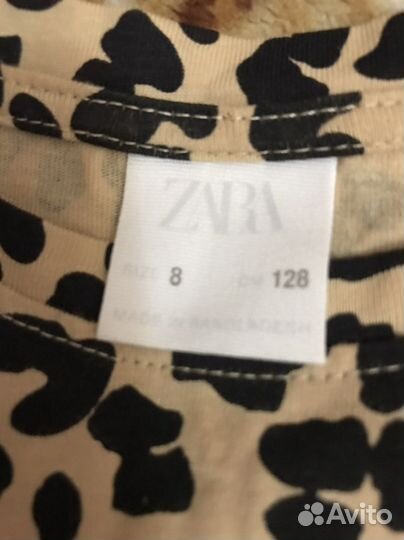 ZARA
SIZE 8 CM 128
MADE IN BANGLADESH
Avito